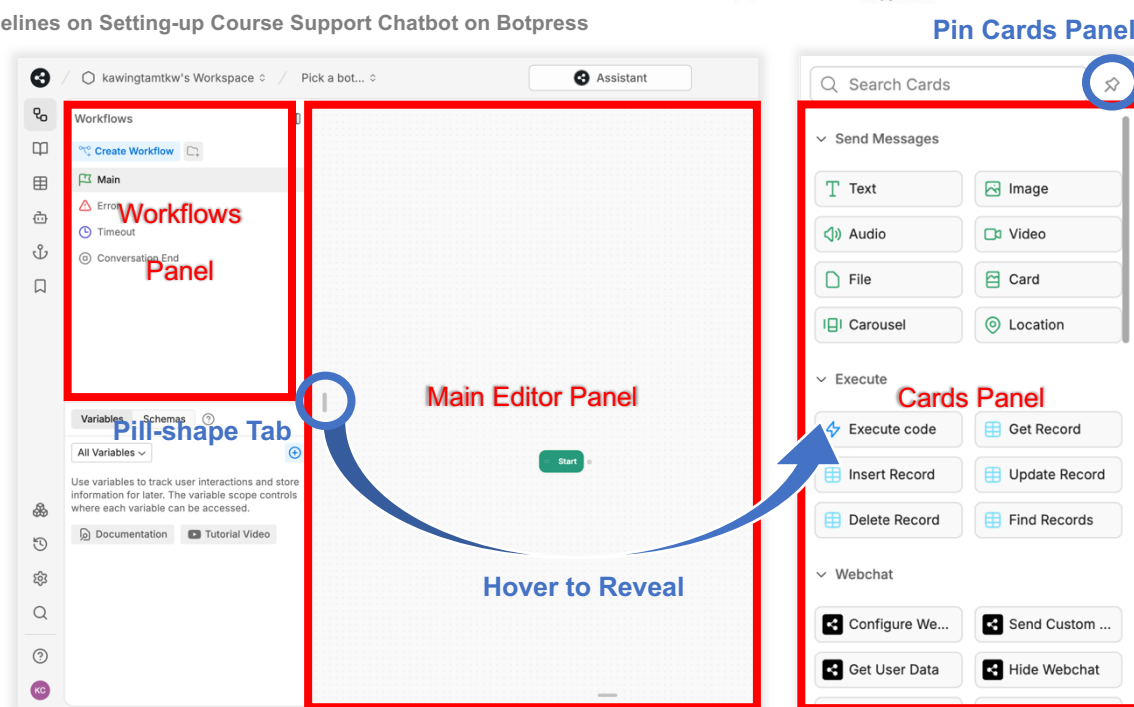 elines on Setting-up Course Support Chatbot on Botpress
Pin Cards Panel
/ kawingtamtkw's Workspace / Pick a bot...
Assistant
Search Cards
Workflows
Create Workflow
Main
Error
Timeout
Conversation End
Workflows
Panel
Variables Schemas
Pill-shape Tab
All Variables
Use variables to track user interactions and store
information for later. The variable scope controls
where each variable can be accessed.
Documentation Tutorial Video
KC
Main Editor Panel
Start
Hover to Reveal
Send Messages
Text Image
Audio Video
File Card
Carousel Location
Execute
Cards Panel
Execute code Get Record
Insert Record Update Record
Delete Record Find Records
Webchat
Configure We... Send Custom ...
Get User Data Hide Webchat